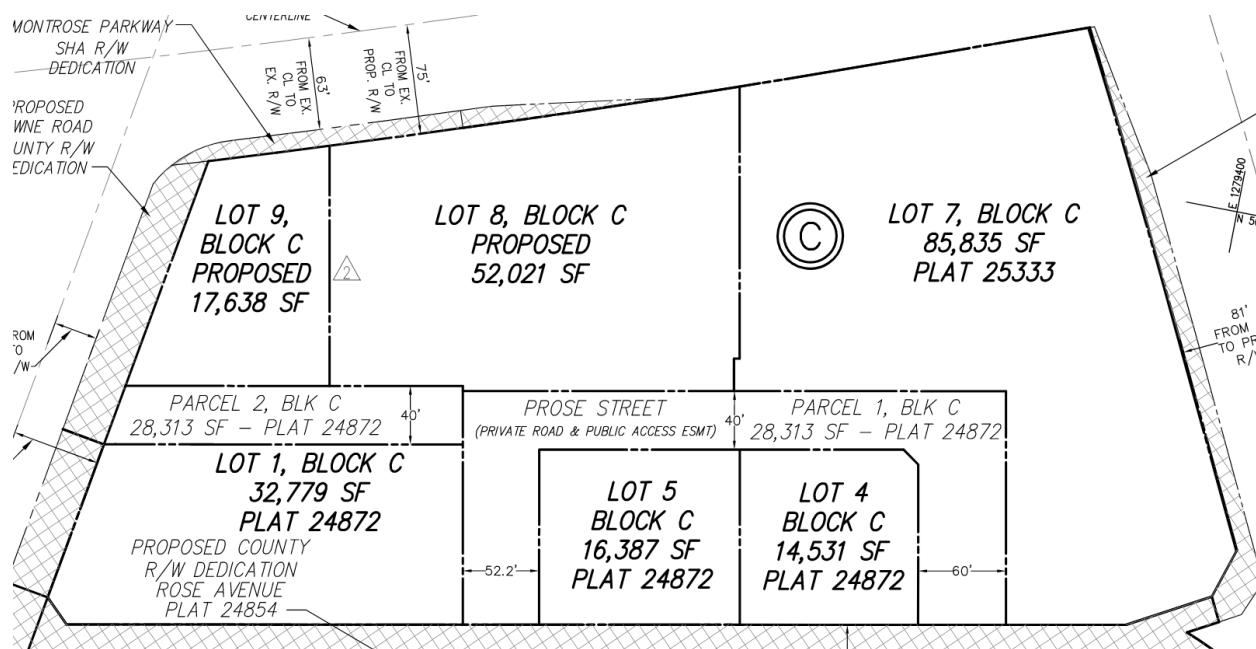 CENTERLINE
MONTROSE PARKWAY
SHA R/W
DEDICATION
PROPOSED
WNE ROAD
UNTY R/W
EDICATION
63'
FROM EX.
CL TO
EX. R/W
75'
FROM EX.
CL TO
PROP. R/W
LOT 9,
BLOCK C
PROPOSED
17,638 SF
2
LOT 8, BLOCK C
PROPOSED
52,021 SF
C
LOT 7, BLOCK C
85,835 SF
PLAT 25333
E 1279400
N 5
81'
FROM
TO PR
R/
ROM
TO
/W
PARCEL 2, BLK C
28,313 SF – PLAT 24872
40'
PROSE STREET
(PRIVATE ROAD & PUBLIC ACCESS ESMT)
40'
PARCEL 1, BLK C
28,313 SF – PLAT 24872
LOT 1, BLOCK C
32,779 SF
PLAT 24872
PROPOSED COUNTY
R/W DEDICATION
ROSE AVENUE
PLAT 24854
52.2'
LOT 5
BLOCK C
16,387 SF
PLAT 24872
LOT 4
BLOCK C
14,531 SF
PLAT 24872
60'